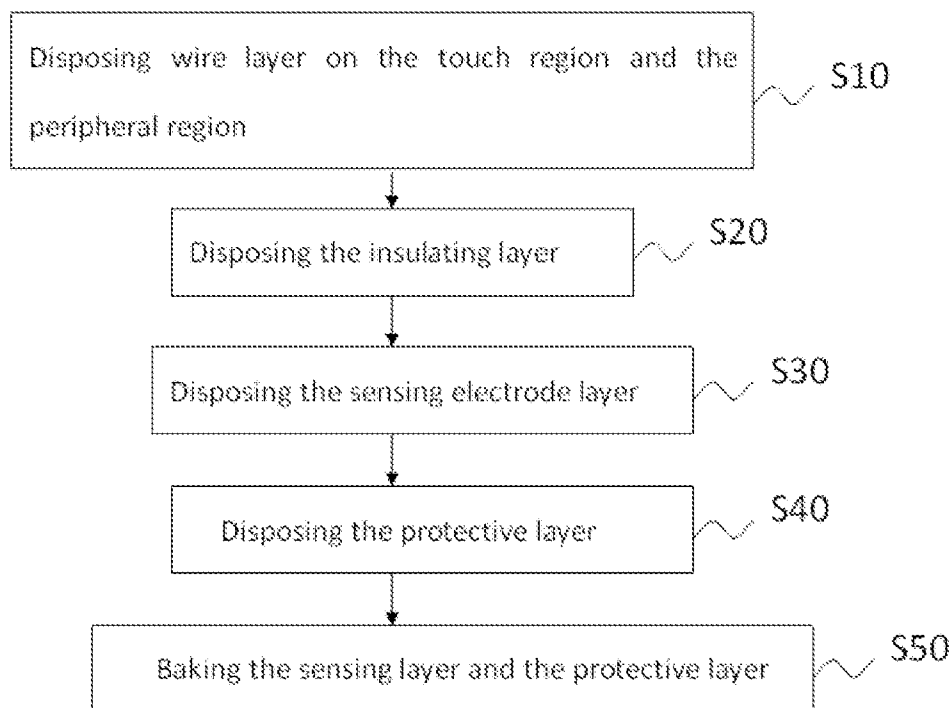 Disposing wire layer on the touch region and the
peripheral region
S10
Disposing the insulating layer
S20
Disposing the sensing electrode layer
S30
Disposing the protective layer
S40
Baking the sensing layer and the protective layer
S50